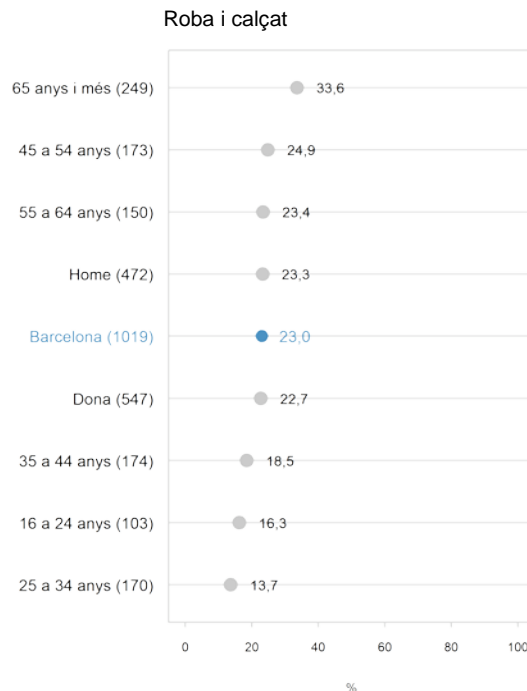 Roba i calçat
65 anys i més (249) 33,6
45 a 54 anys (173) 24,9
55 a 64 anys (150) 23,4
Home (472) 23,3
Barcelona (1019) 23,0
Dona (547) 22,7
35 a 44 anys (174) 18,5
16 a 24 anys (103) 16,3
25 a 34 anys (170) 13,7
0 20 40 60 80 100
%